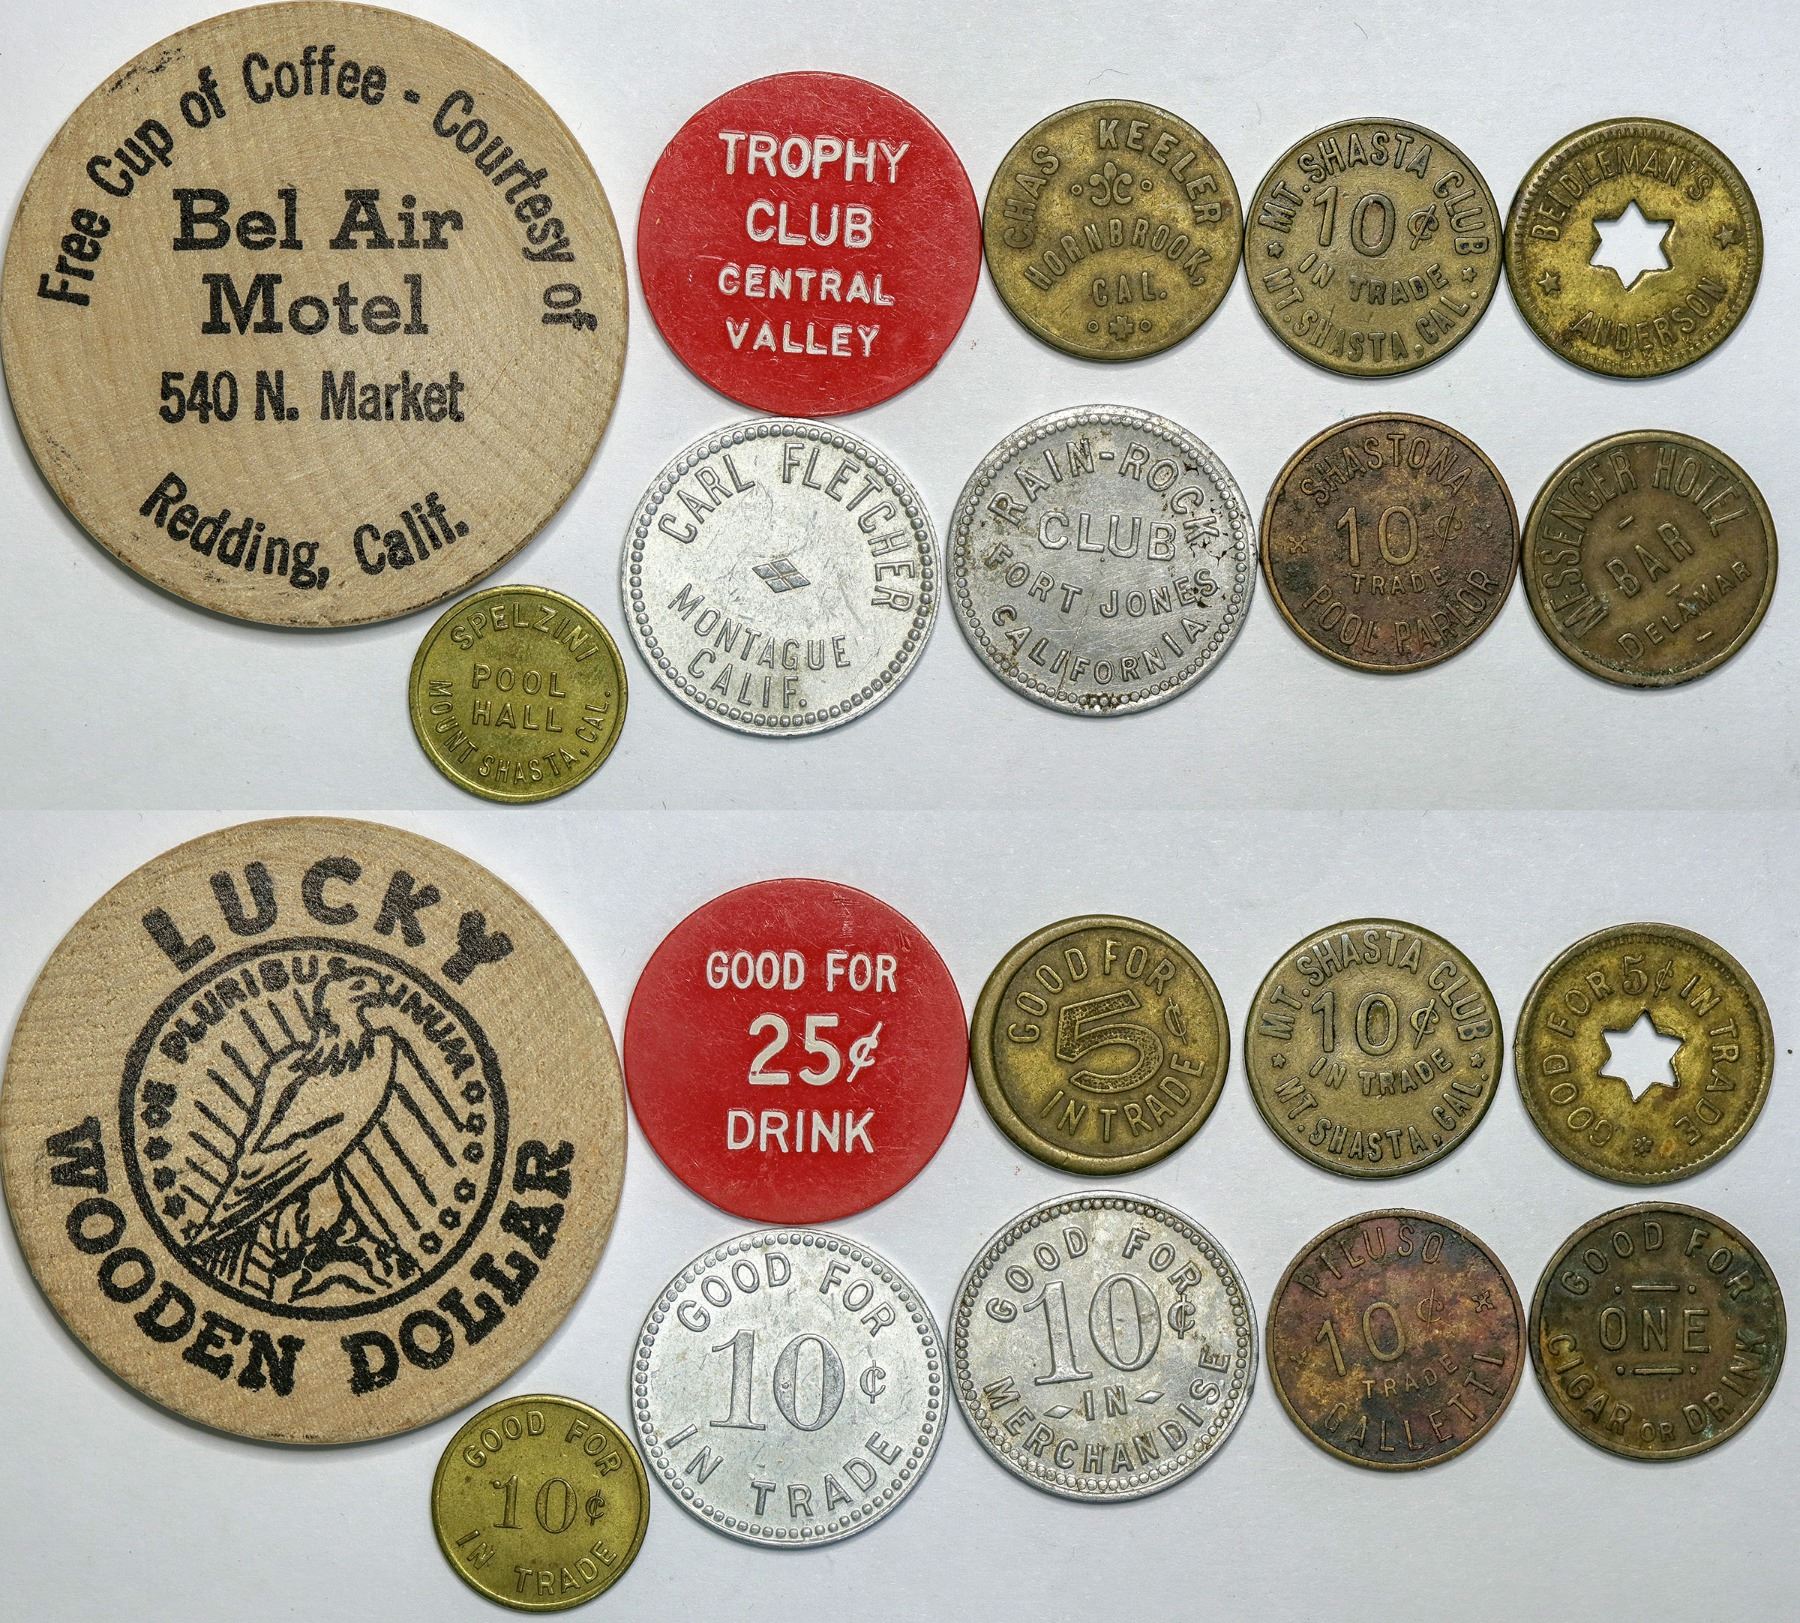 Free Cup of Coffee - Courtesy of
Bel Air
Motel
540 N. Market
Redding, Calif.
TROPHY
CLUB
CENTRAL
VALLEY
CHAS KEELER
HORNBROOK,
CAL.
MT. SHASTA CLUB
10¢
IN TRADE
MT. SHASTA, CAL.
BEIDLEMAN'S
ANDERSON
SPELZINI
POOL
HALL
MOUNT SHASTA, CAL.
CARL FLETCHER
MONTAGUE
CALIF.
RAIN-ROCK
CLUB
FORT JONES
CALIFORNIA
SHASTONA
10¢
TRADE
POOL PARLOR
MESSENGER HOTEL
BAR
DELAMAR
LUCKY
E PLURIBUS UNUM
WOODEN DOLLAR
GOOD FOR
25¢
DRINK
GOOD FOR
5¢
IN TRADE
MT. SHASTA CLUB
10¢
IN TRADE
MT. SHASTA, CAL.
GOOD FOR 5¢ IN TRADE
GOOD FOR
10¢
IN TRADE
GOOD FOR
10¢
IN TRADE
GOOD FOR
10¢
IN
MERCHANDISE
PILUSO
10¢
TRADE
GALLETTI
GOOD FOR
ONE
CIGAR OR DRINK